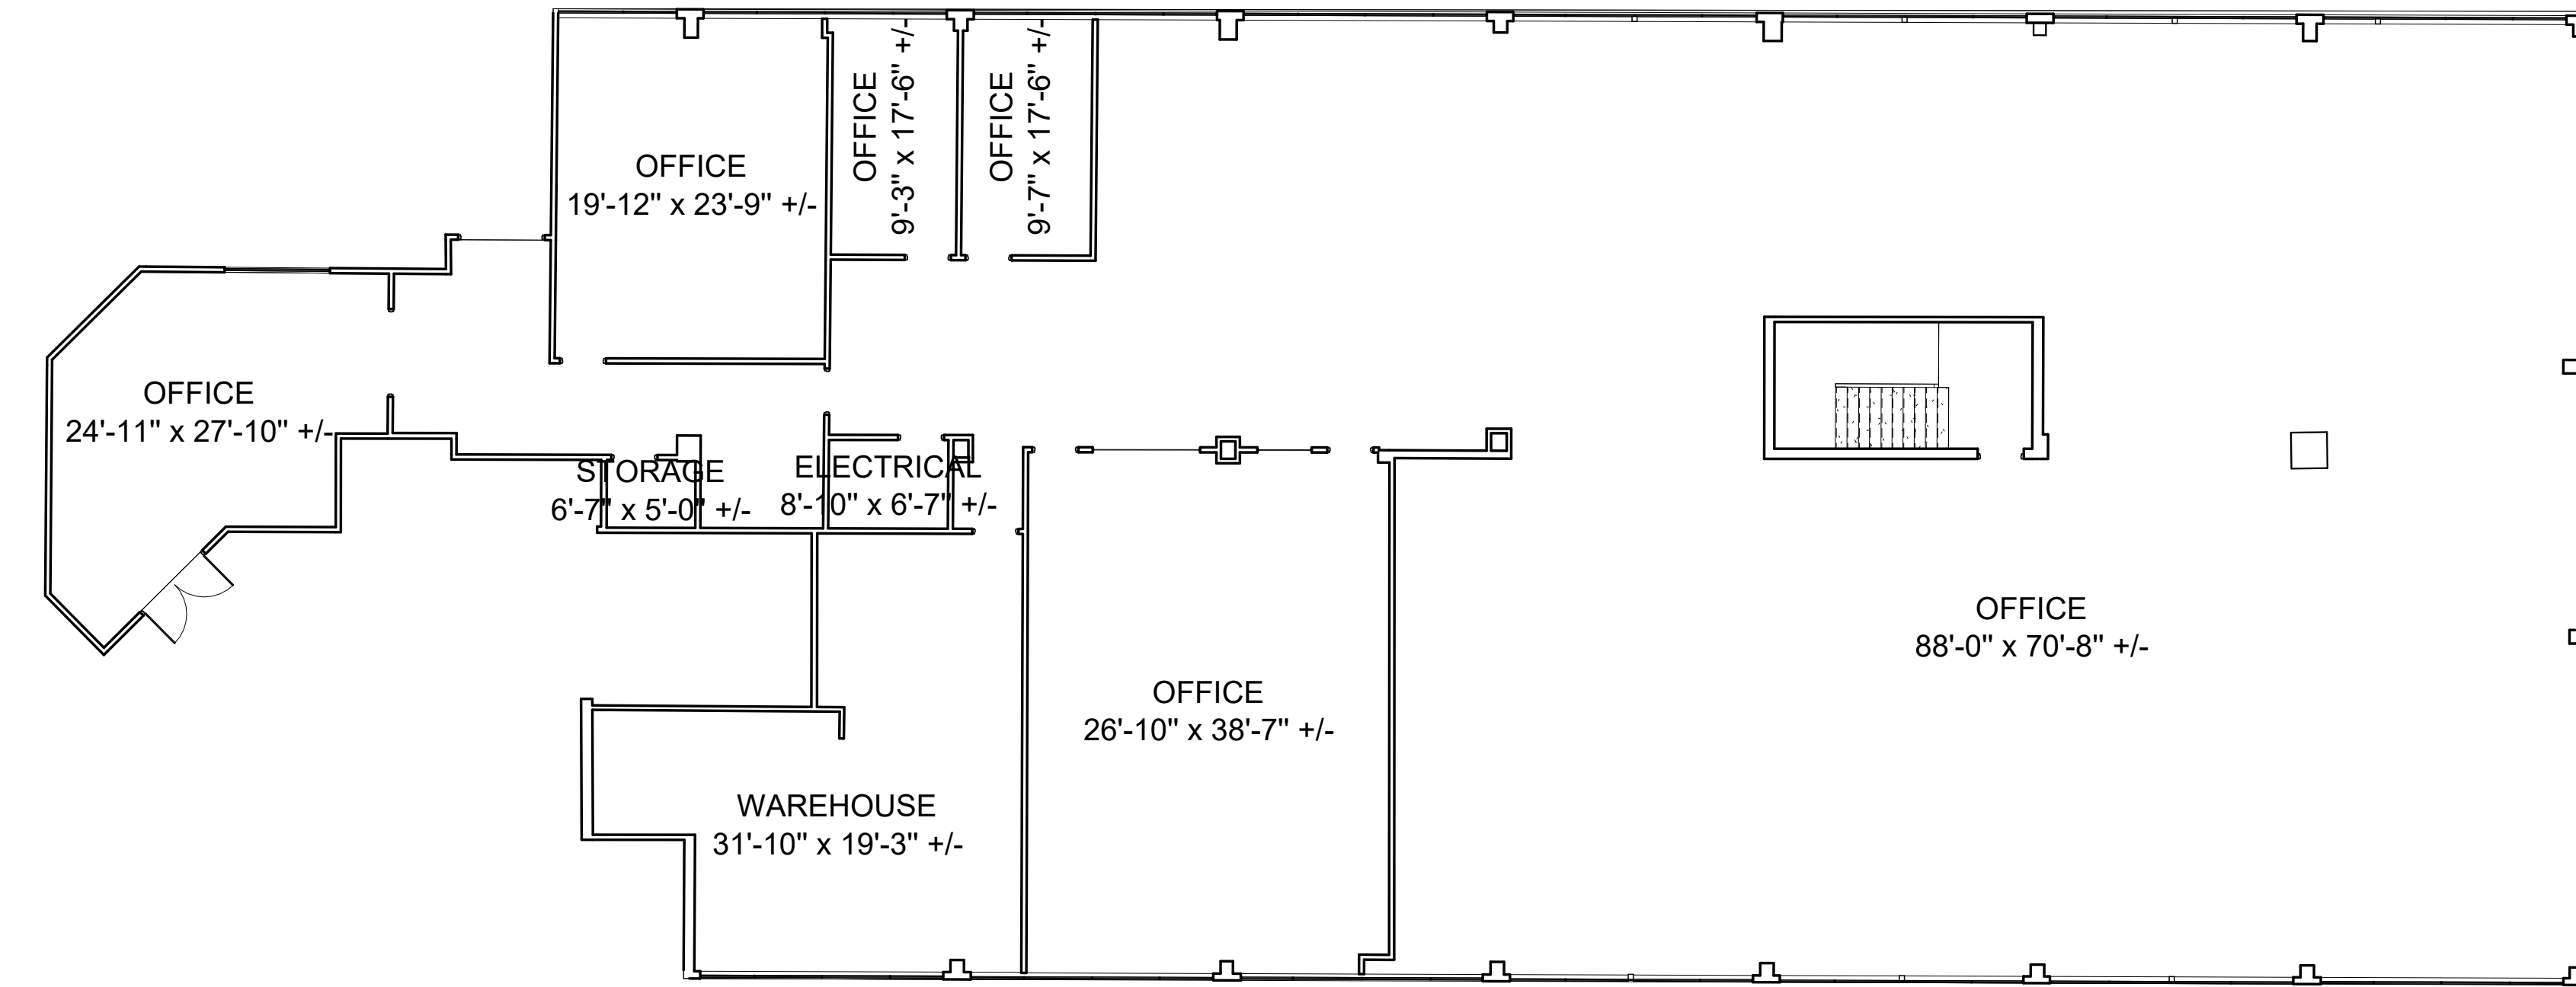 OFFICE
9'-3" x 17'-6" +/-
OFFICE
9'-7" x 17'-6" +/-
OFFICE
19'-12" x 23'-9" +/-
OFFICE
24'-11" x 27'-10" +/-
STORAGE
6'-7" x 5'-0" +/-
ELECTRICAL
8'-10" x 6'-7" +/-
OFFICE
88'-0" x 70'-8" +/-
OFFICE
26'-10" x 38'-7" +/-
WAREHOUSE
31'-10" x 19'-3" +/-